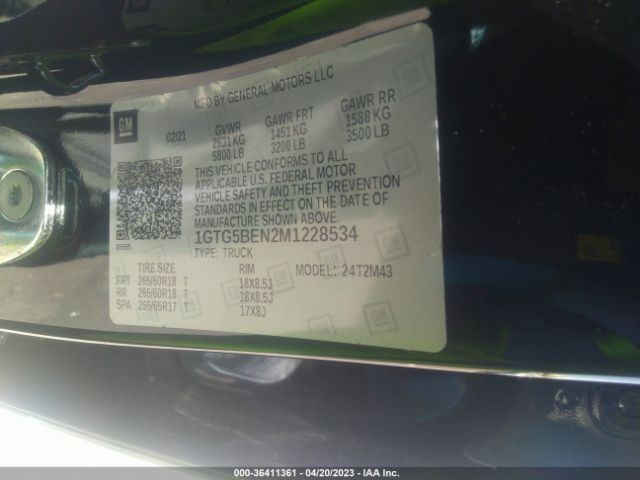 MFD BY GENERAL MOTORS LLC
GM
02/21
GVWR
2631 KG
5800 LB
GAWR FRT
1451 KG
3200 LB
GAWR RR
1588 KG
3500 LB
THIS VEHICLE CONFORMS TO ALL
APPLICABLE U.S. FEDERAL MOTOR
VEHICLE SAFETY AND THEFT PREVENTION
STANDARDS IN EFFECT ON THE DATE OF
MANUFACTURE SHOWN ABOVE.
8555
1GTG5BEN2M1228534
TYPE: TRUCK
TIRE SIZE RIM MODEL: 24T2M43
FRT 265/60R18 T 18X8.5J
RR 265/60R18 T 18X8.5J
SPA 255/65R17 T 17X8J
000-36411361 | 04/20/2023 | IAA Inc.